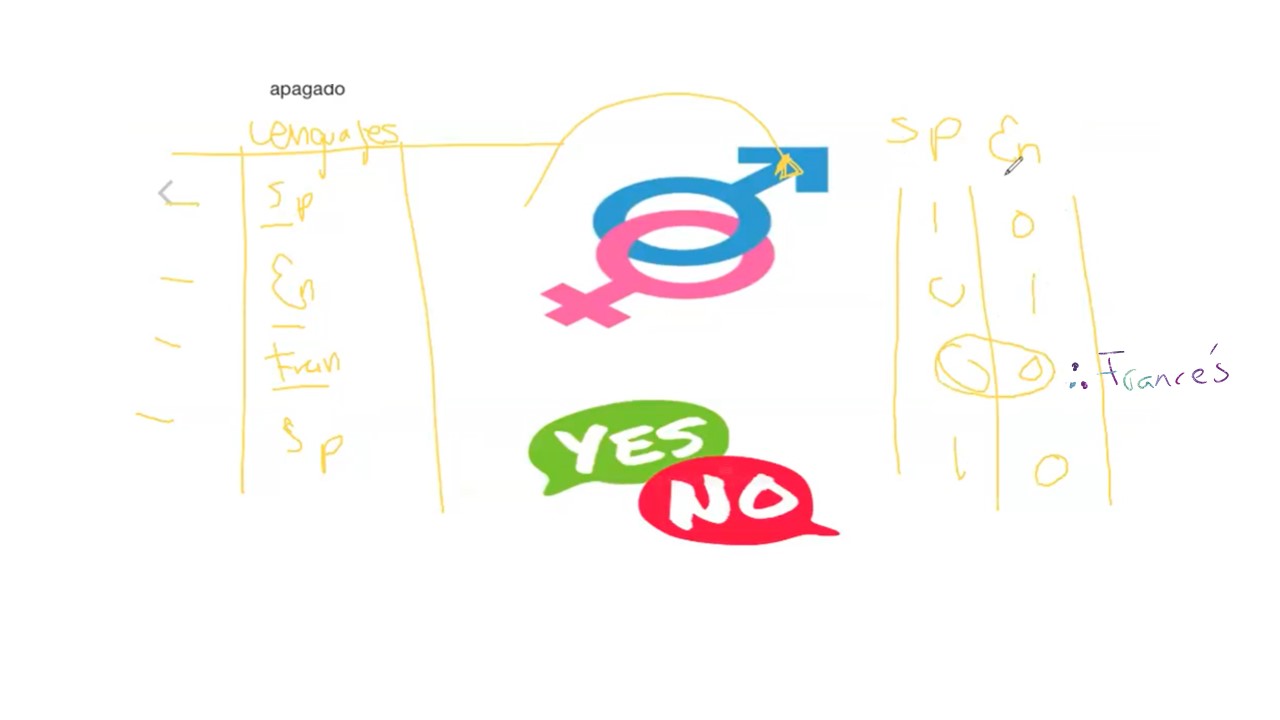 apagado
Lenguajes
Sp
En
Fran
Sp
YES
NO
Sp En
1 0
0 1
0 0 ∴ Francés
1 0